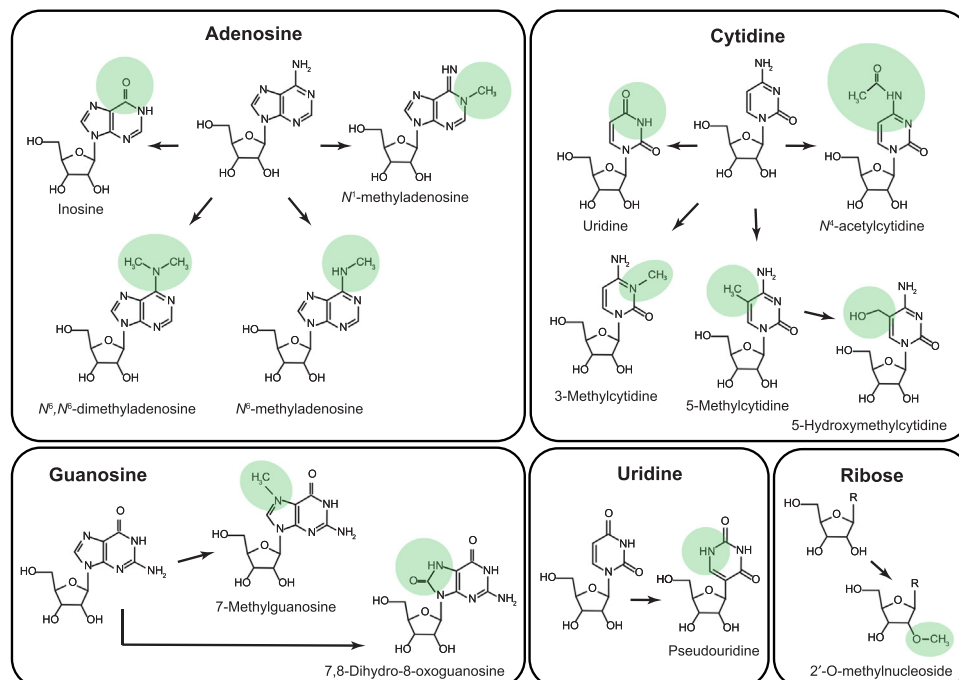 Adenosine
O
N
NH
N
N
HO
O
OH
HO
Inosine
NH2
N
N
N
N
HO
O
OH
HO
IN
N
N
CH3
N
N
HO
O
OH
HO
N1-methyladenosine
H3C
CH3
N
N
N
N
N
HO
O
OH
HO
N6,N6-dimethyladenosine
HN
CH3
N
N
N
N
HO
O
OH
HO
N6-methyladenosine
Cytidine
O
NH
N
O
HO
O
OH
HO
Uridine
NH2
N
N
O
HO
O
OH
HO
O
H3C
HN
N
N
O
HO
O
OH
HO
N4-acetylcytidine
NH2
N
CH3
N
O
HO
O
OH
HO
3-Methylcytidine
NH2
H3C
N
N
O
HO
O
OH
HO
5-Methylcytidine
NH2
HO
N
N
O
HO
O
OH
HO
5-Hydroxymethylcytidine
Guanosine
O
N
NH
N
N
NH2
HO
O
OH
HO
H3C
O
N
NH
N
N
NH2
HO
O
OH
HO
7-Methylguanosine
O
HN
NH
O
N
N
NH2
HO
O
OH
HO
7,8-Dihydro-8-oxoguanosine
Uridine
O
NH
N
O
HO
O
OH
HO
O
HN
NH
O
HO
O
OH
HO
Pseudouridine
Ribose
HO
R
O
HO
OH
HO
R
O
HO
O–CH3
2′-O-methylnucleoside